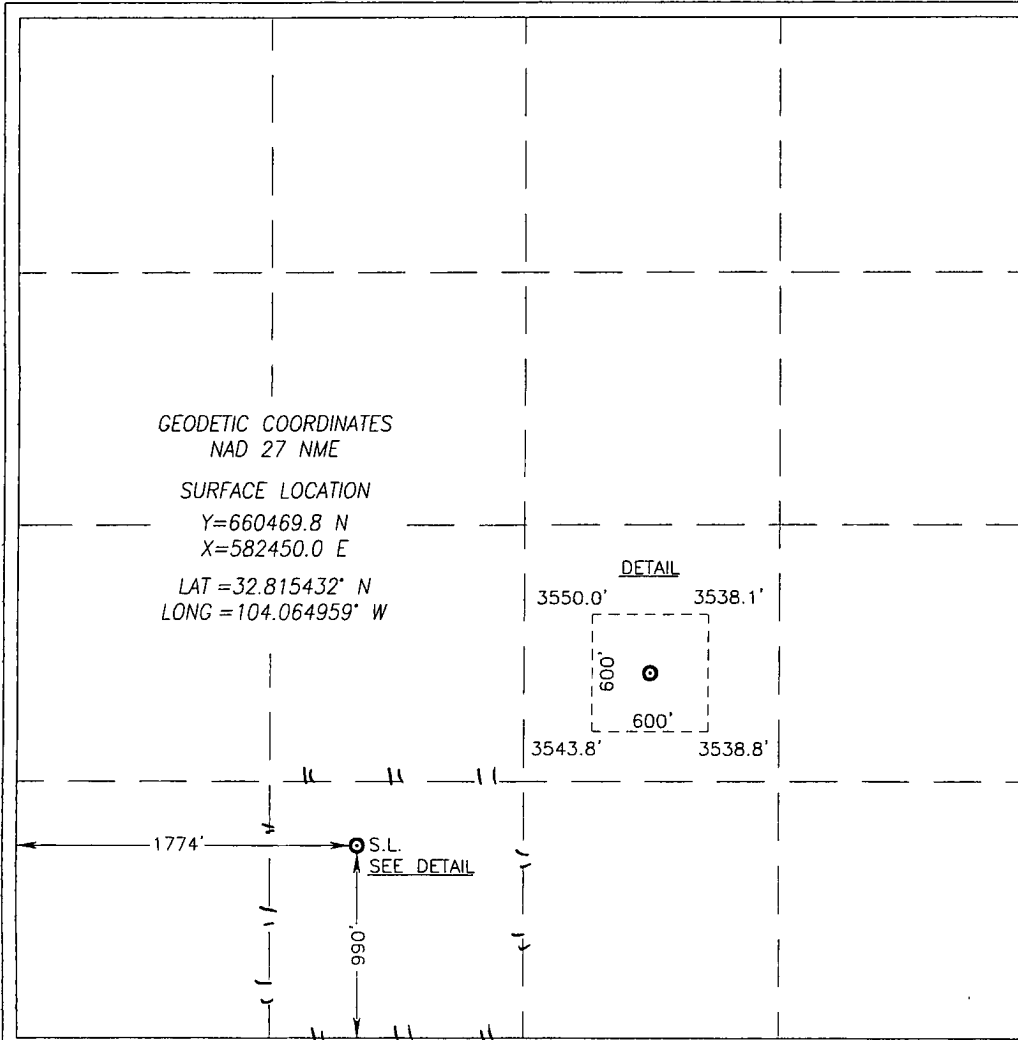 GEODETIC COORDINATES
NAD 27 NME
SURFACE LOCATION
Y=660469.8 N
X=582450.0 E
LAT =32.815432° N
LONG =104.064959° W
DETAIL
3550.0' 3538.1'
600'
600'
3543.8' 3538.8'
1774' S.L.
SEE DETAIL
990'